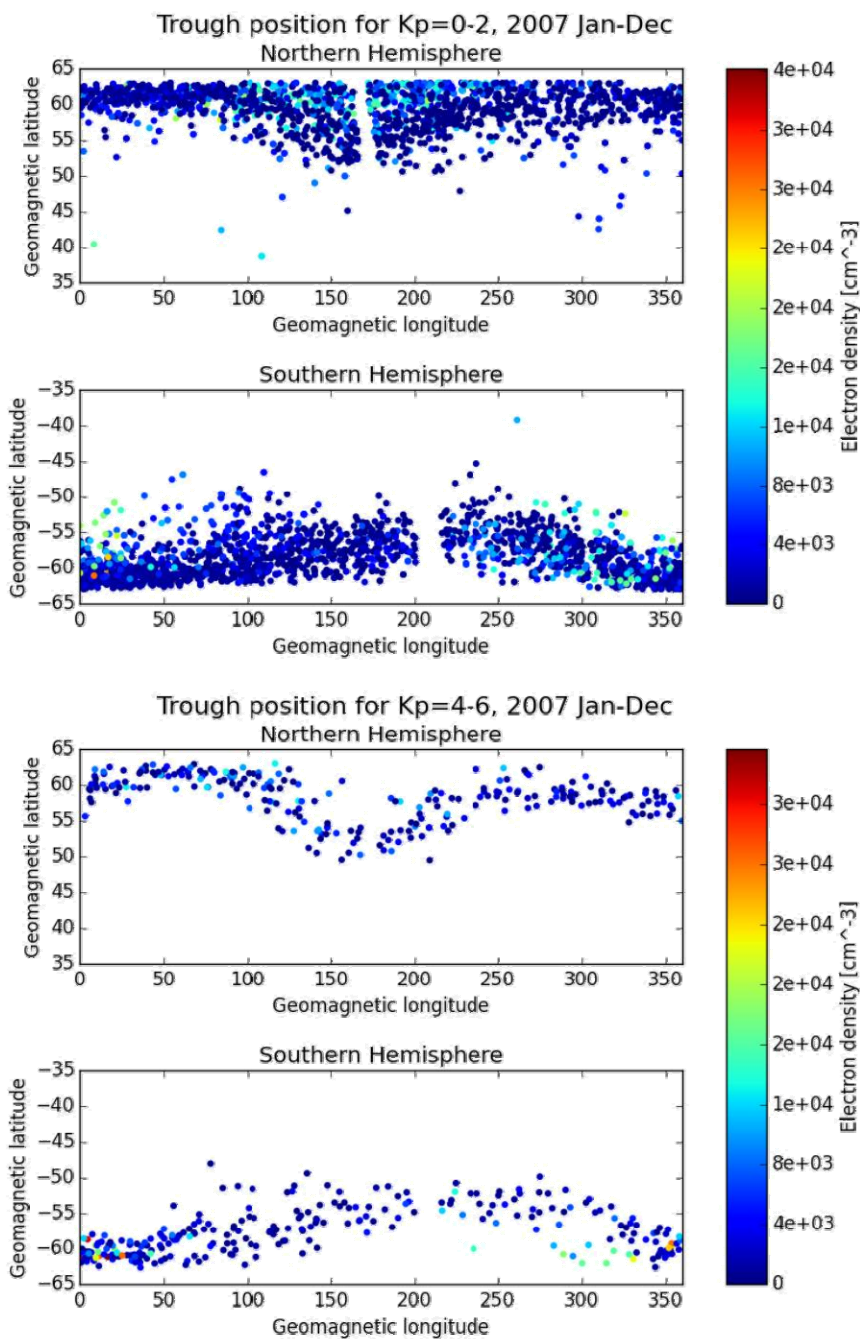 Trough position for Kp=0-2, 2007 Jan-Dec
Northern Hemisphere
65
60
55
50
45
40
35
Geomagnetic latitude
0 50 100 150 200 250 300 350
Geomagnetic longitude
Southern Hemisphere
−35
−40
−45
−50
−55
−60
−65
Geomagnetic latitude
0 50 100 150 200 250 300 350
Geomagnetic longitude
4e+04
3e+04
3e+04
2e+04
2e+04
2e+04
1e+04
8e+03
4e+03
0
Electron density [cm^-3]
Trough position for Kp=4-6, 2007 Jan-Dec
Northern Hemisphere
65
60
55
50
45
40
35
Geomagnetic latitude
0 50 100 150 200 250 300 350
Geomagnetic longitude
Southern Hemisphere
−35
−40
−45
−50
−55
−60
−65
Geomagnetic latitude
0 50 100 150 200 250 300 350
Geomagnetic longitude
3e+04
3e+04
2e+04
2e+04
2e+04
1e+04
8e+03
4e+03
0
Electron density [cm^-3]